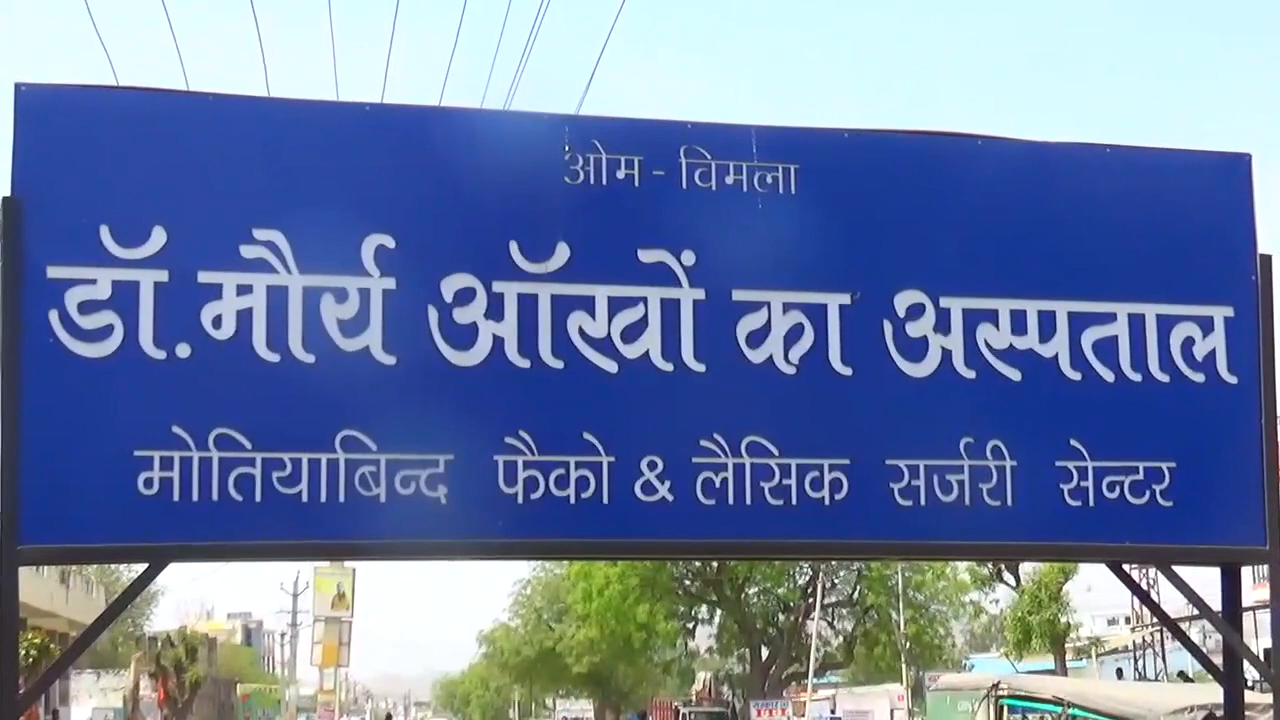 ओम - विमला
डॉ. मौर्य ऑखों का अस्पताल
मोतियाबिन्द फैको & लैसिक सर्जरी सेन्टर